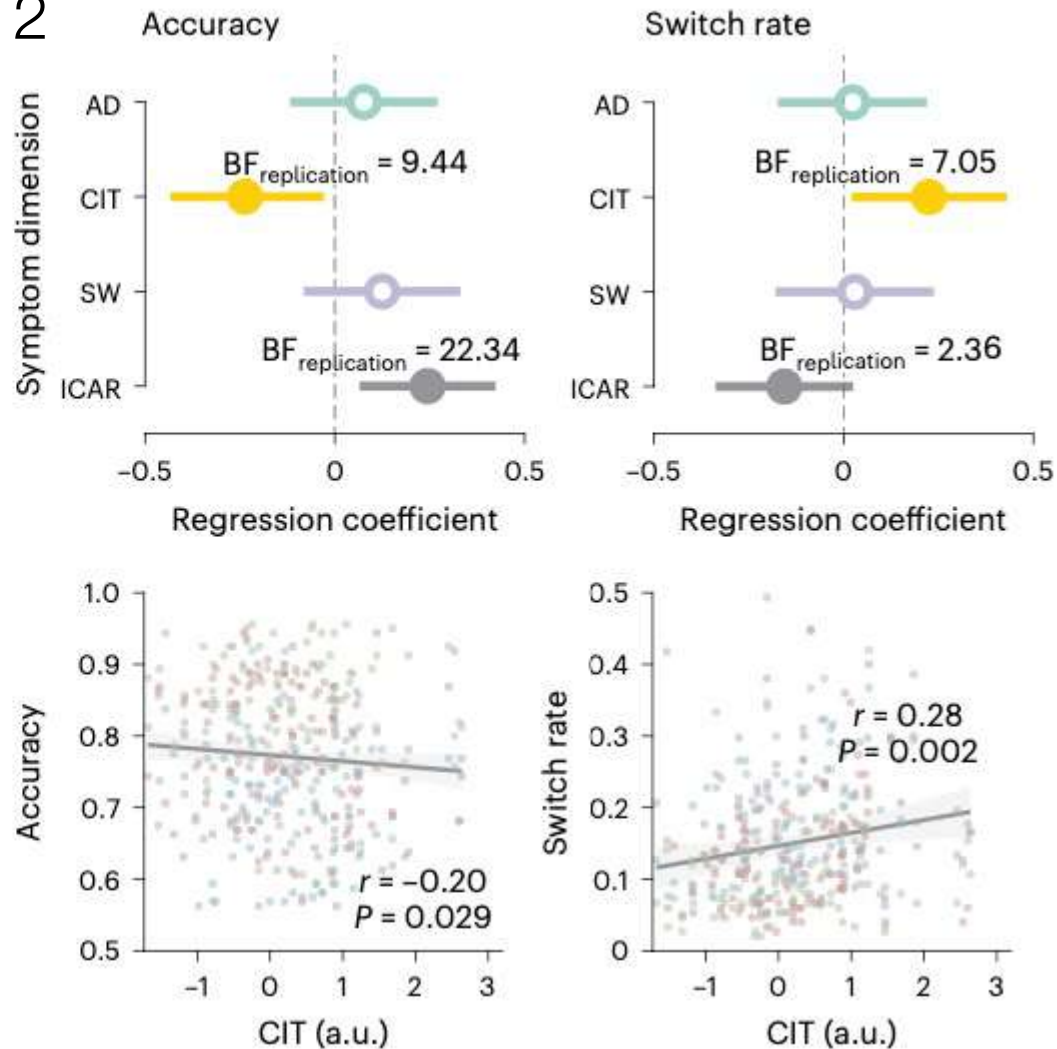 2
Accuracy
Symptom dimension
AD
CIT
SW
ICAR
BFreplication = 9.44
BFreplication = 22.34
−0.5 0 0.5
Regression coefficient
Switch rate
AD
CIT
SW
ICAR
BFreplication = 7.05
BFreplication = 2.36
−0.5 0 0.5
Regression coefficient
Accuracy
1.0
0.9
0.8
0.7
0.6
0.5
r = −0.20
P = 0.029
−1 0 1 2 3
CIT (a.u.)
Switch rate
0.5
0.4
0.3
0.2
0.1
0
r = 0.28
P = 0.002
−1 0 1 2 3
CIT (a.u.)